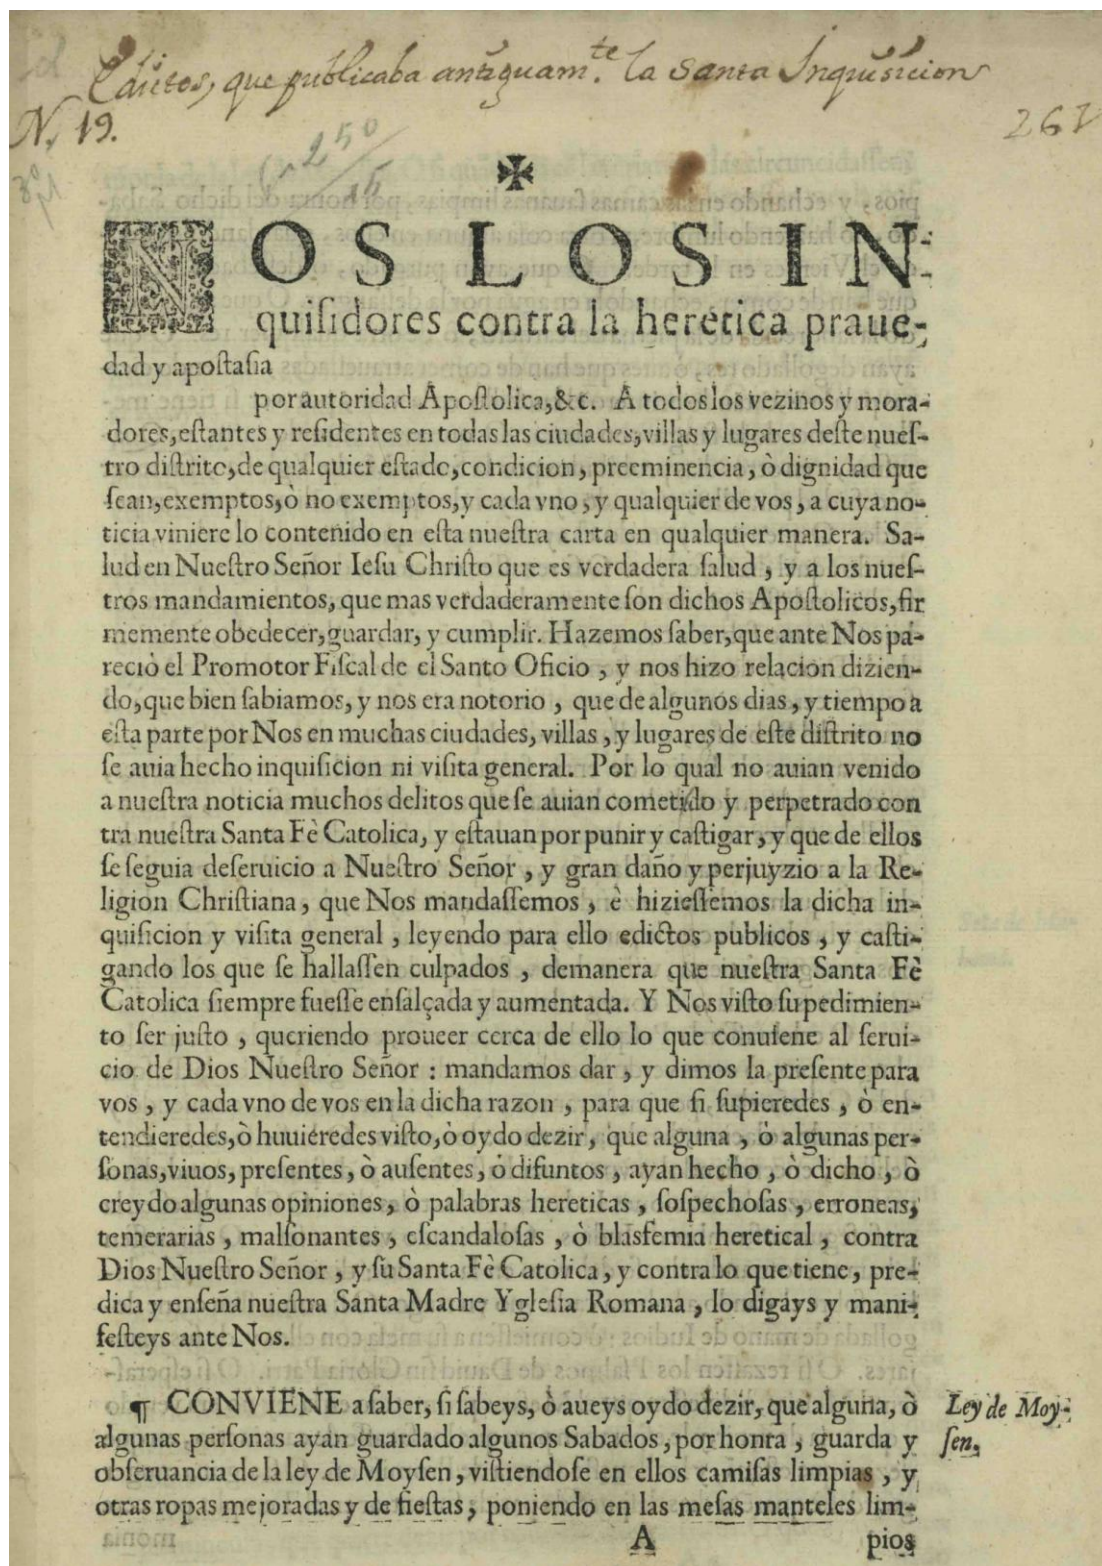 Edictos, que publicaba antiguam.te la Santa Inquisicion
N. 19.
262
250
15
✠
NOS LOS IN-
quiſidores contra la heretica praue-
dad y apoſtaſia
por autoridad Apoſtolica,&c. A todos los vezinos y mora-
dores,eſtantes y reſidentes en todas las ciudades,villas y lugares deſte nueſ-
tro diſtrito,de qualquier eſtado,condicion, preeminencia, ò dignidad que
ſean,exemptos,ò no exemptos,y cada vno, y qualquier de vos, a cuya no-
ticia viniere lo contenido en eſta nueſtra carta en qualquier manera. Sa-
lud en Nueſtro Señor Ieſu Chriſto que es verdadera ſalud, y a los nueſ-
tros mandamientos, que mas verdaderamente ſon dichos Apoſtolicos,fir
memente obedecer,guardar, y cumplir. Hazemos ſaber,que ante Nos pa-
reciò el Promotor Fiſcal de el Santo Oficio, y nos hizo relacion dizien-
do,que bien ſabiamos, y nos era notorio, que de algunos dias, y tiempo a
eſta parte por Nos en muchas ciudades, villas, y lugares de eſte diſtrito no
ſe auia hecho inquiſicion ni viſita general. Por lo qual no auian venido
a nueſtra noticia muchos delitos que ſe auian cometido y perpetrado con
tra nueſtra Santa Fè Catolica, y eſtauan por punir y caſtigar, y que de ellos
ſe ſeguia deſeruicio a Nueſtro Señor, y gran daño y perjuyzio a la Re-
ligion Chriſtiana, que Nos mandaſſemos, è hizieſſemos la dicha in-
quiſicion y viſita general, leyendo para ello edictos publicos, y caſti-
gando los que ſe hallaſſen culpados, demanera que nueſtra Santa Fè
Catolica ſiempre fueſſe enſalçada y aumentada. Y Nos viſto ſu pedimien-
to ſer juſto, queriendo proueer cerca de ello lo que conuiene al ſerui-
cio de Dios Nueſtro Señor: mandamos dar, y dimos la preſente para
vos, y cada vno de vos en la dicha razon, para que ſi ſupieredes, ò en-
tendieredes,ò huuieredes viſto,ò oydo dezir, que alguna, ò algunas per-
ſonas,viuos, preſentes, ò auſentes, ò difuntos, ayan hecho, ò dicho, ò
creydo algunas opiniones, ò palabras hereticas, ſoſpechoſas, erroneas,
temerarias, malſonantes, eſcandaloſas, ò blasfemia heretical, contra
Dios Nueſtro Señor, y ſu Santa Fè Catolica, y contra lo que tiene, pre-
dica y enſeña nueſtra Santa Madre Ygleſia Romana, lo digays y mani-
feſteys ante Nos.
¶ CONVIENE a ſaber, ſi ſabeys, ò aueys oydo dezir, que alguna, ò
Ley de Moy-
ſen.
algunas perſonas ayan guardado algunos Sabados, por honra, guarda y
obſeruancia de la ley de Moyſen, viſtiendoſe en ellos camiſas limpias, y
otras ropas mejoradas y de fieſtas, poniendo en las meſas manteles lim-
A
pios